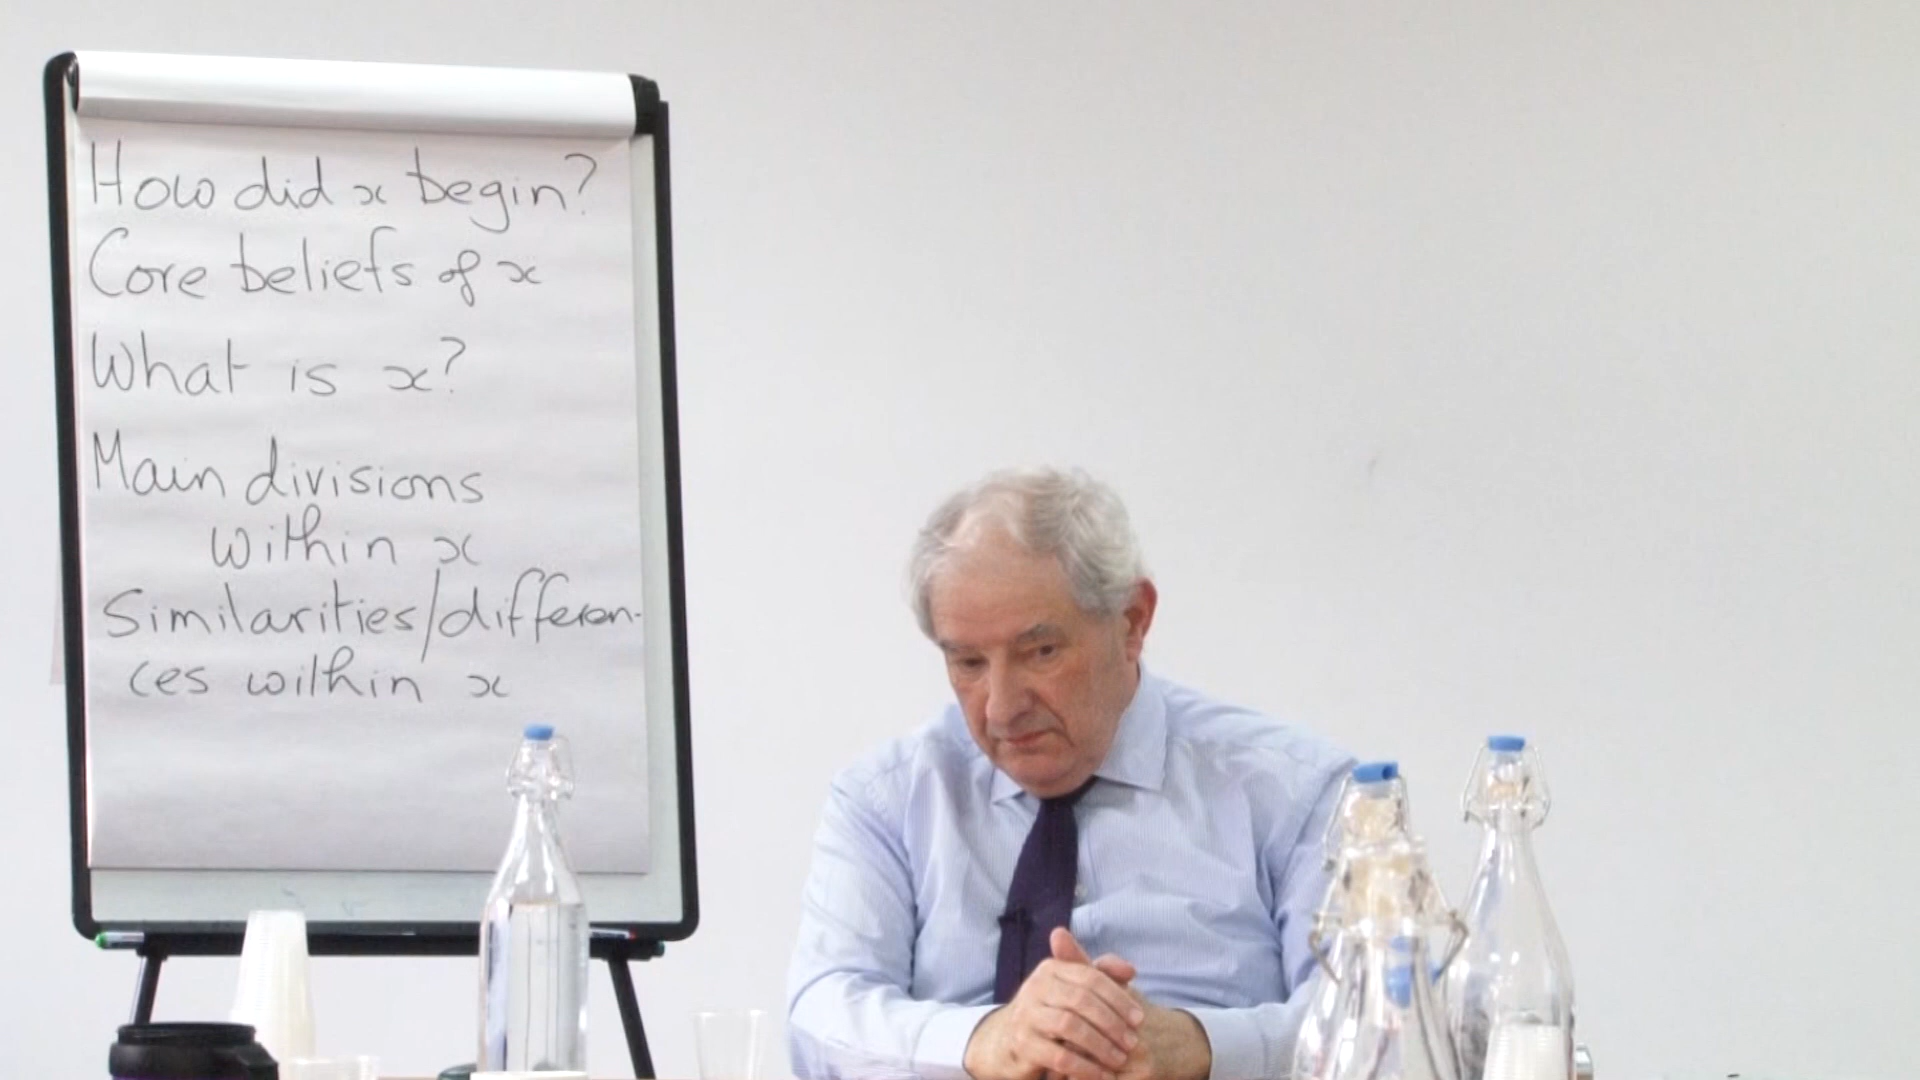 How did x begin?
Core beliefs of x
What is x?
Main divisions
within x
Similarities/differen-
ces within x